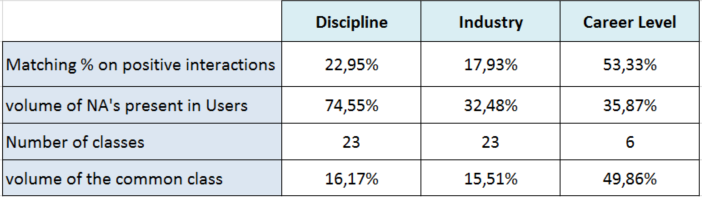 Discipline Industry Career Level
Matching % on positive interactions 22,95% 17,93% 53,33%
volume of NA's present in Users 74,55% 32,48% 35,87%
Number of classes 23 23 6
volume of the common class 16,17% 15,51% 49,86%